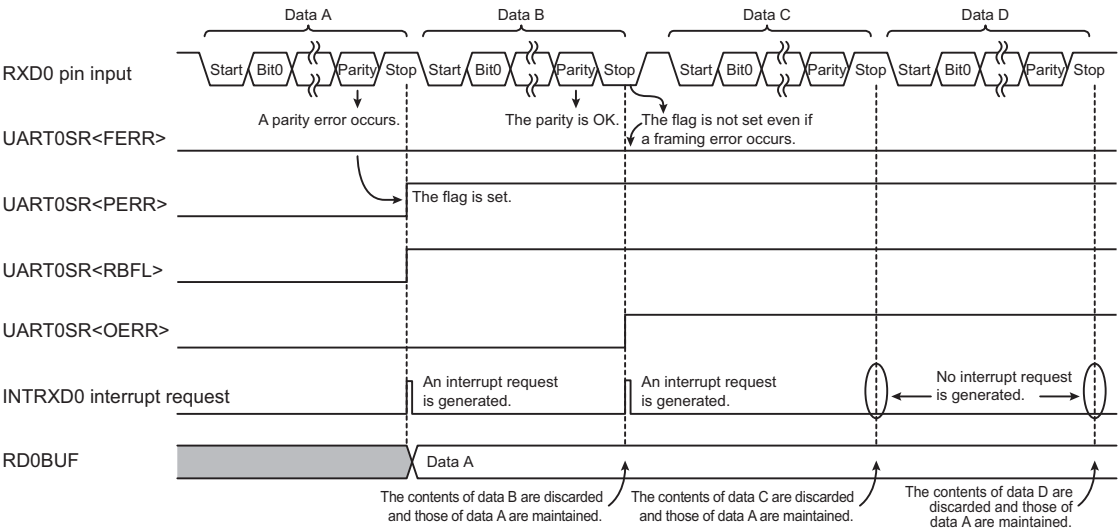 Data A
Data B
Data C
Data D
RXD0 pin input
Start
Bit0
Parity
Stop
Start
Bit0
Parity
Stop
Start
Bit0
Parity
Stop
Start
Bit0
Parity
Stop
A parity error occurs.
The parity is OK.
The flag is not set even if
a framing error occurs.
UART0SR<FERR>
UART0SR<PERR>
The flag is set.
UART0SR<RBFL>
UART0SR<OERR>
INTRXD0 interrupt request
An interrupt request
is generated.
An interrupt request
is generated.
No interrupt request
is generated.
RD0BUF
Data A
The contents of data B are discarded
and those of data A are maintained.
The contents of data C are discarded
and those of data A are maintained.
The contents of data D are
discarded and those of
data A are maintained.